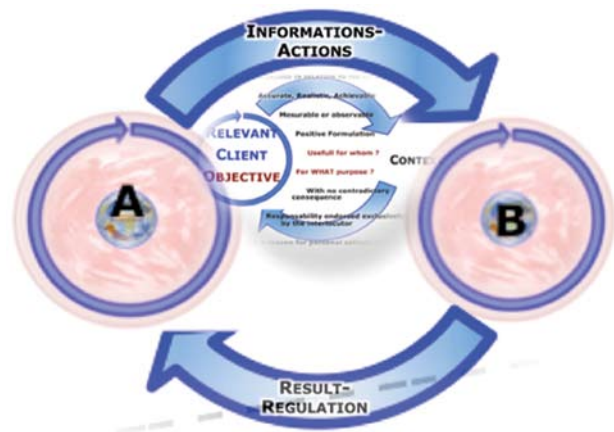 INFORMATIONS-
ACTIONS
Accurate, Realistic, Achievable
Mesurable or observable
Positive Formulation
Usefull for whom ?
For WHAT purpose ?
With no contradictory
consequence
Responsability endorsed exclusively
by the interlocutor
RELEVANT
CLIENT
OBJECTIVE
A
B
RESULT-
REGULATION